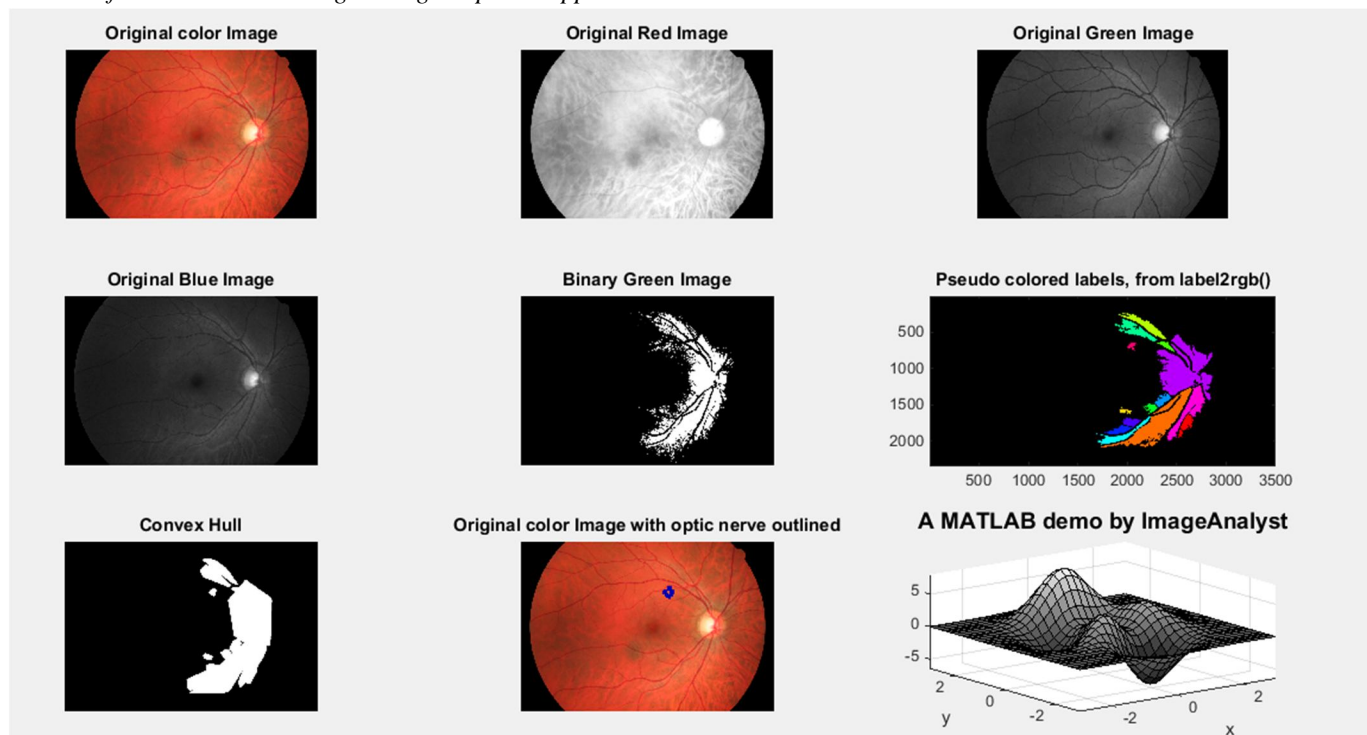 Original color Image
Original Red Image
Original Green Image
Original Blue Image
Binary Green Image
Pseudo colored labels, from label2rgb()
500
1000
1500
2000
500 1000 1500 2000 2500 3000 3500
Convex Hull
Original color Image with optic nerve outlined
A MATLAB demo by ImageAnalyst
5
0
-5
2
0
-2
y
-2
0
2
x